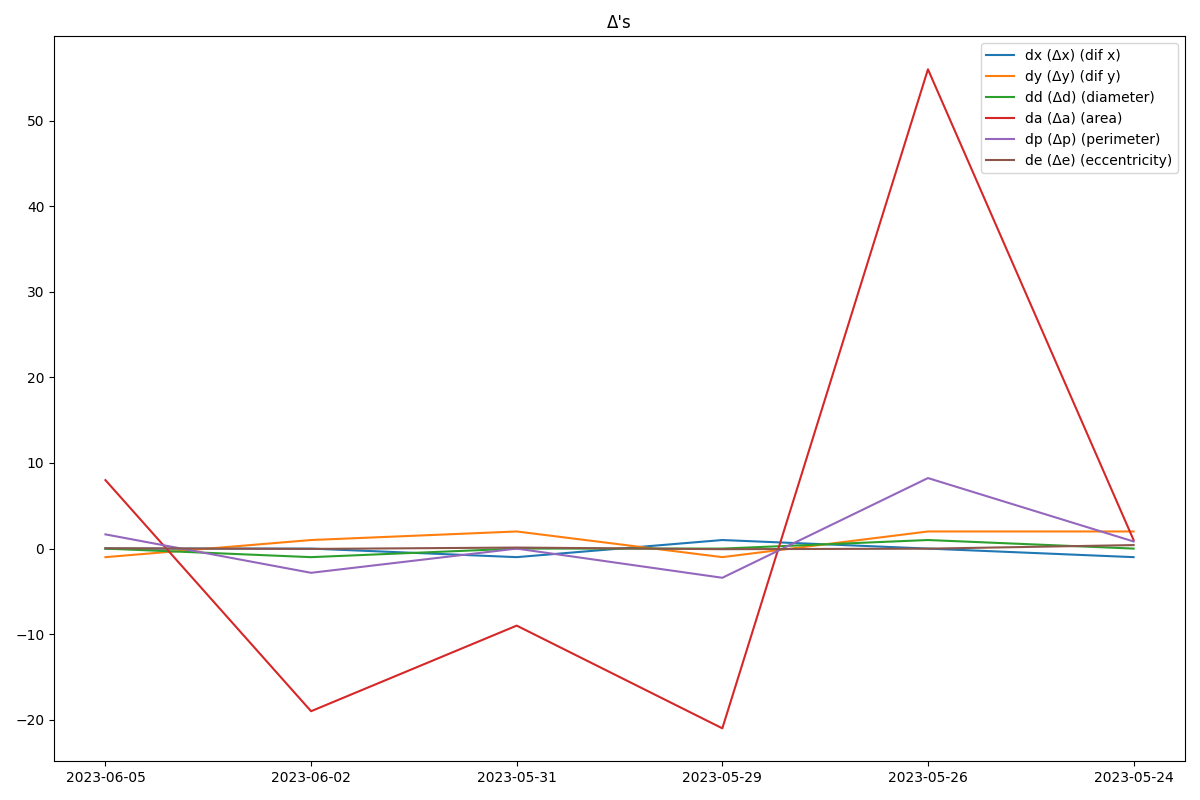 Δ's
dx (Δx) (dif x)
dy (Δy) (dif y)
dd (Δd) (diameter)
da (Δa) (area)
dp (Δp) (perimeter)
de (Δe) (eccentricity)
50
40
30
20
10
0
−10
−20
2023-06-05 2023-06-02 2023-05-31 2023-05-29 2023-05-26 2023-05-24